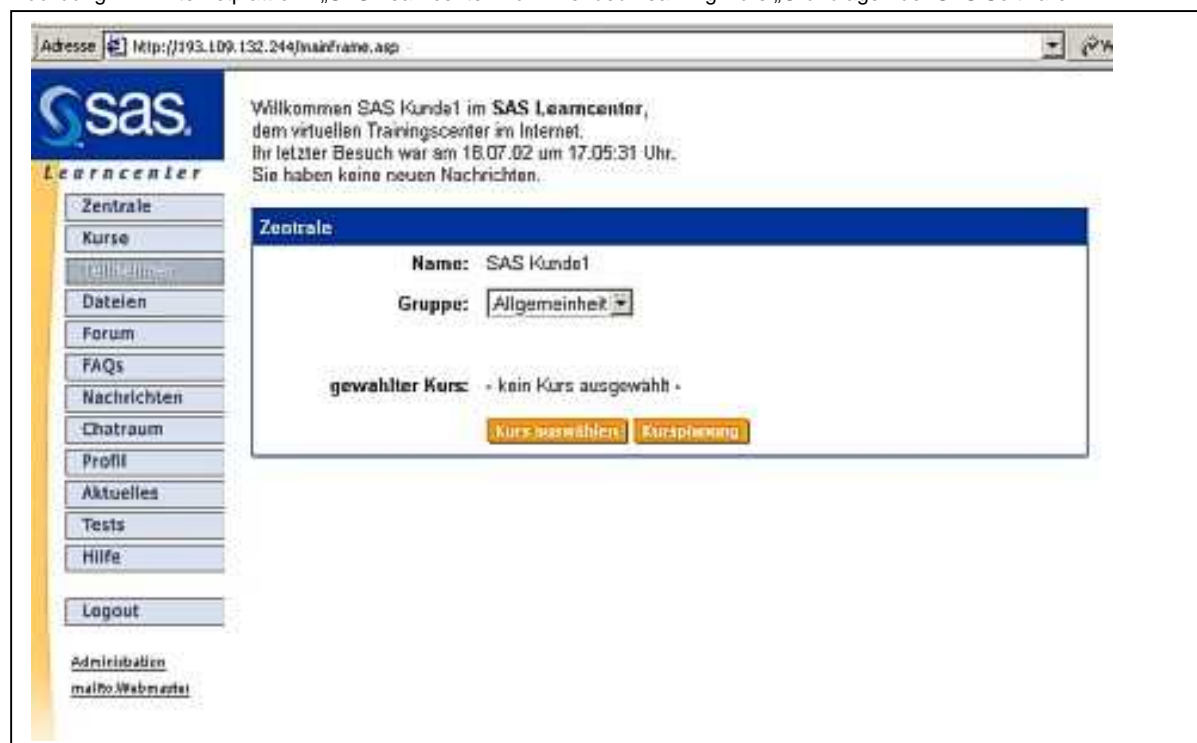 Adresse http://193.109.132.244/mainframe.asp
sas.
Learncenter
Willkommen SAS Kunde1 im SAS Learncenter,
dem virtuellen Trainingscenter im Internet.
Ihr letzter Besuch war am 16.07.02 um 17.05:31 Uhr.
Sie haben keine neuen Nachrichten.
Zentrale
Kurse
Dateien
Forum
FAQs
Nachrichten
Chatraum
Profil
Aktuelles
Tests
Hilfe
Logout
Administration
mailto:Webmaster
Zentrale
Name: SAS Kunde1
Gruppe: Allgemeinheit
gewählter Kurs: - kein Kurs ausgewählt -
Kurs auswählen Kursplanung